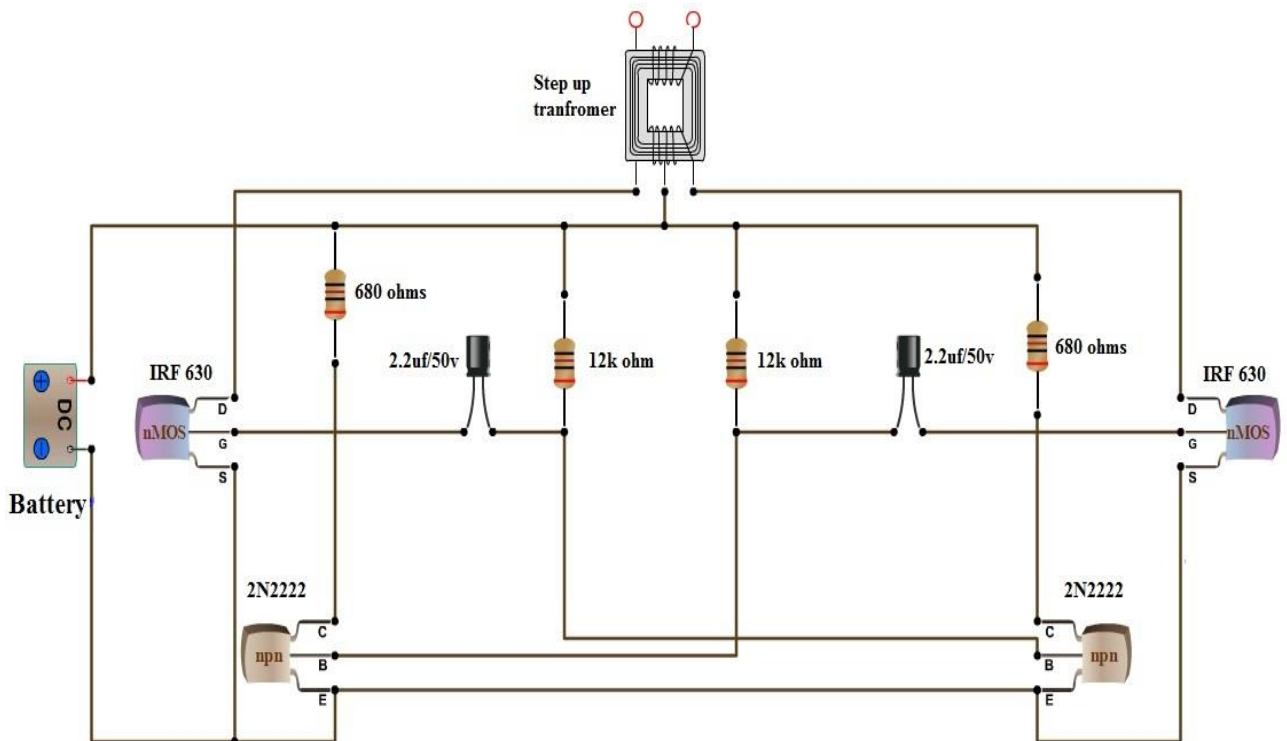 Step up
tranfromer
680 ohms
2.2uf/50v
12k ohm
12k ohm
2.2uf/50v
680 ohms
IRF 630
IRF 630
DC
D
nMOS
G
S
D
nMOS
G
S
Battery
2N2222
2N2222
C
npn
B
E
C
npn
B
E